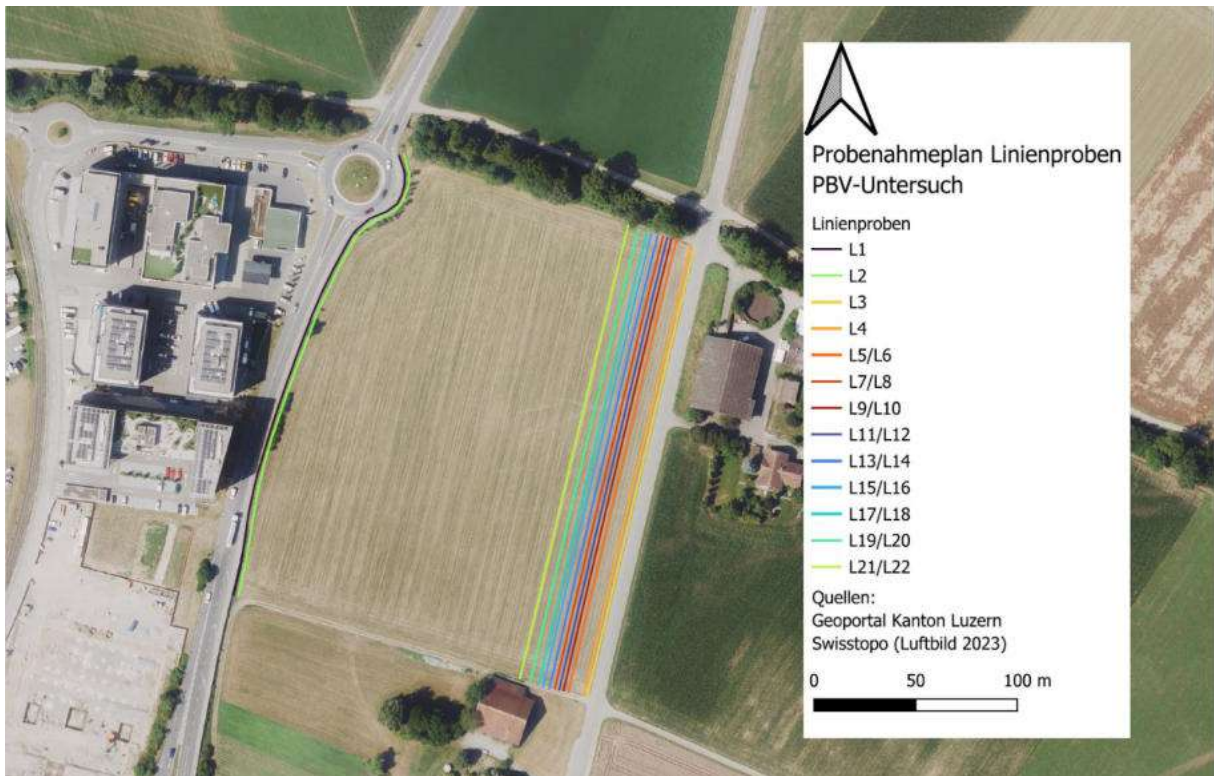 Probenahmeplan Linienproben
PBV-Untersuch
Linienproben
L1
L2
L3
L4
L5/L6
L7/L8
L9/L10
L11/L12
L13/L14
L15/L16
L17/L18
L19/L20
L21/L22
Quellen:
Geoportal Kanton Luzern
Swisstopo (Luftbild 2023)
0 50 100 m